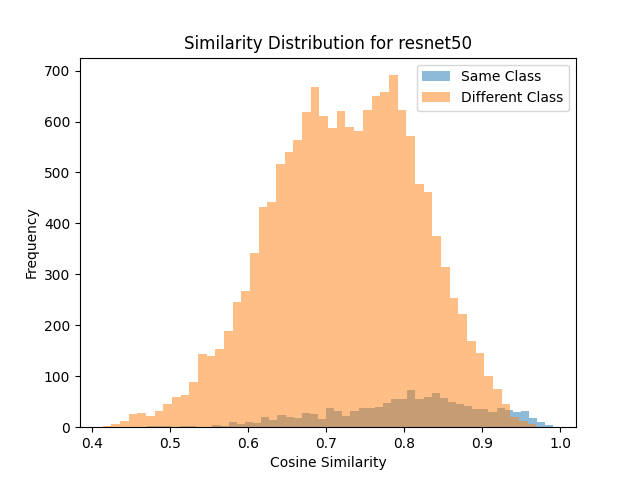 Similarity Distribution for resnet50
Same Class
Different Class
700
600
500
400
300
200
100
0
Frequency
0.4 0.5 0.6 0.7 0.8 0.9 1.0
Cosine Similarity